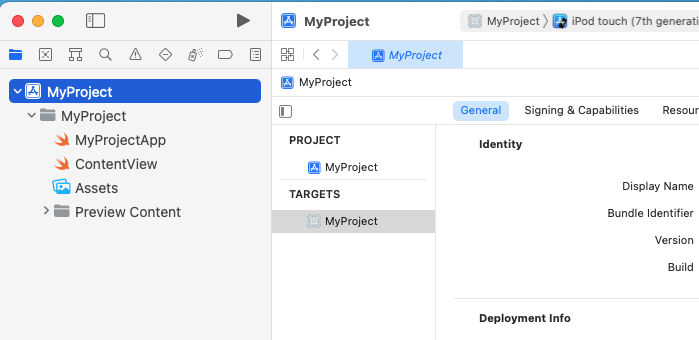 MyProject
MyProject 〉 iPod touch (7th generati
MyProject
MyProject
MyProject
MyProject
MyProjectApp
ContentView
Assets
Preview Content
General
Signing & Capabilities
Resour
PROJECT
MyProject
TARGETS
MyProject
Identity
Display Name
Bundle Identifier
Version
Build
Deployment Info